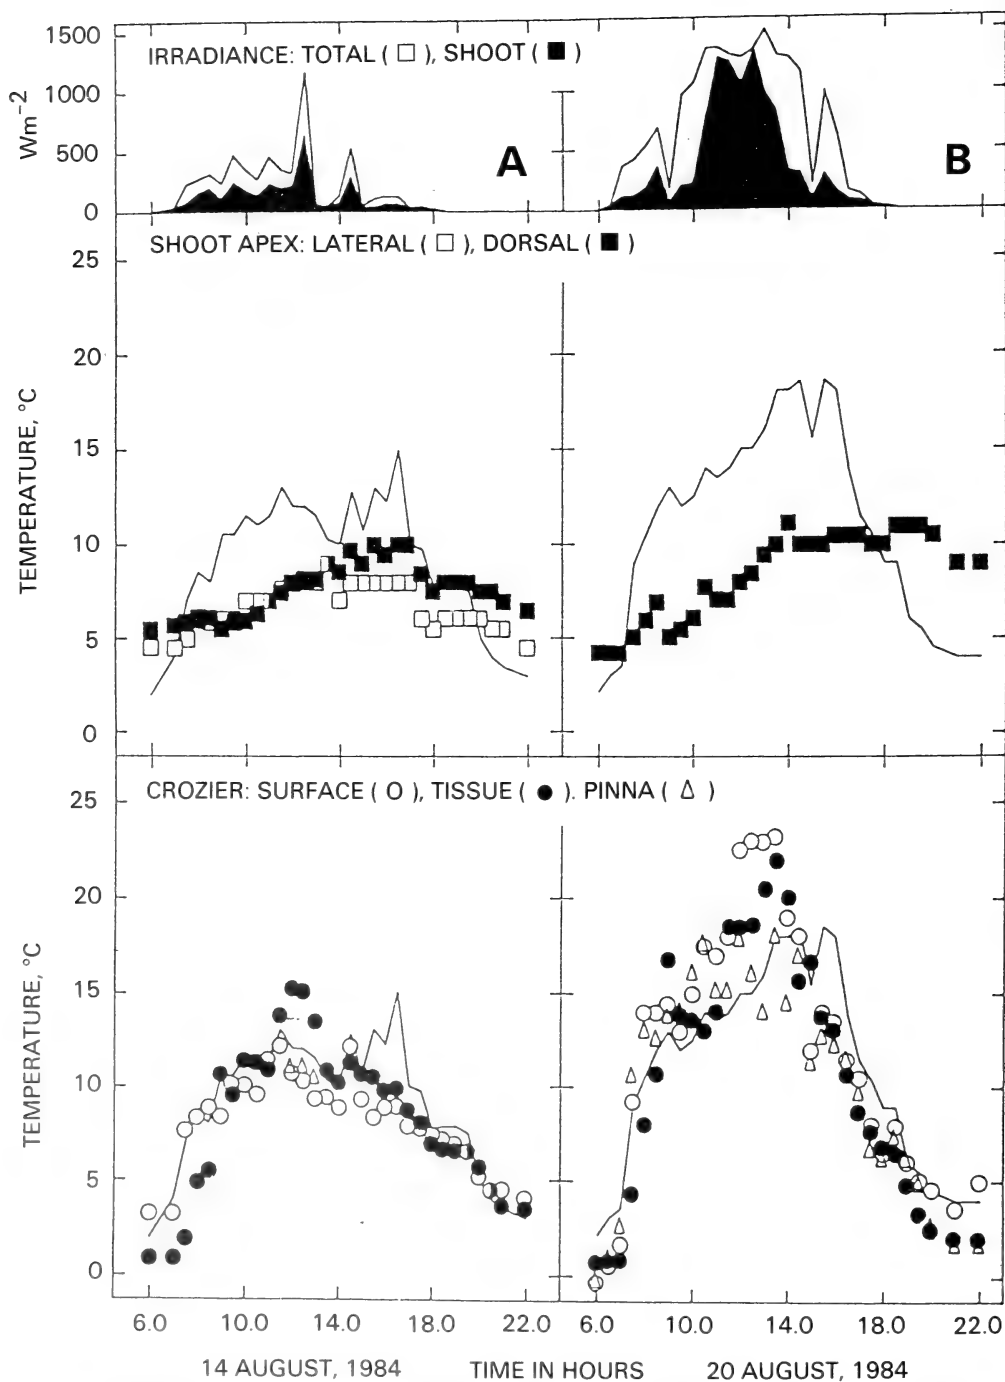 IRRADIANCE: TOTAL ( □ ), SHOOT ( ■ )
1500
1000
500
0
Wm⁻²
A
B
SHOOT APEX: LATERAL ( □ ), DORSAL ( ■ )
25
20
15
10
5
0
TEMPERATURE, °C
CROZIER: SURFACE ( O ), TISSUE ( ● ). PINNA ( Δ )
25
20
15
10
5
0
TEMPERATURE, °C
6.0 10.0 14.0 18.0 22.0 6.0 10.0 14.0 18.0 22.0
14 AUGUST, 1984 TIME IN HOURS 20 AUGUST, 1984